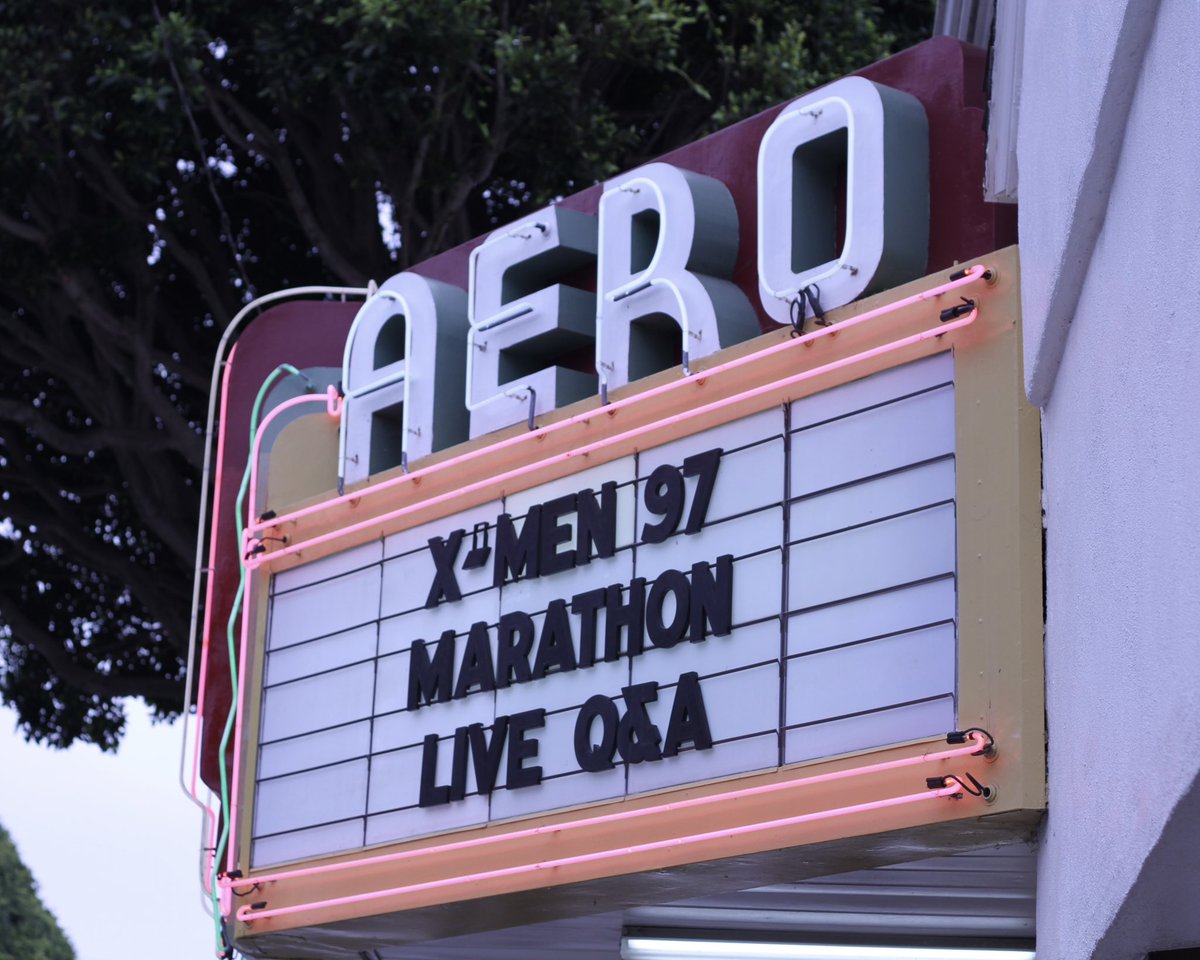 AERO
X-MEN 97
MARATHON
LIVE Q&A